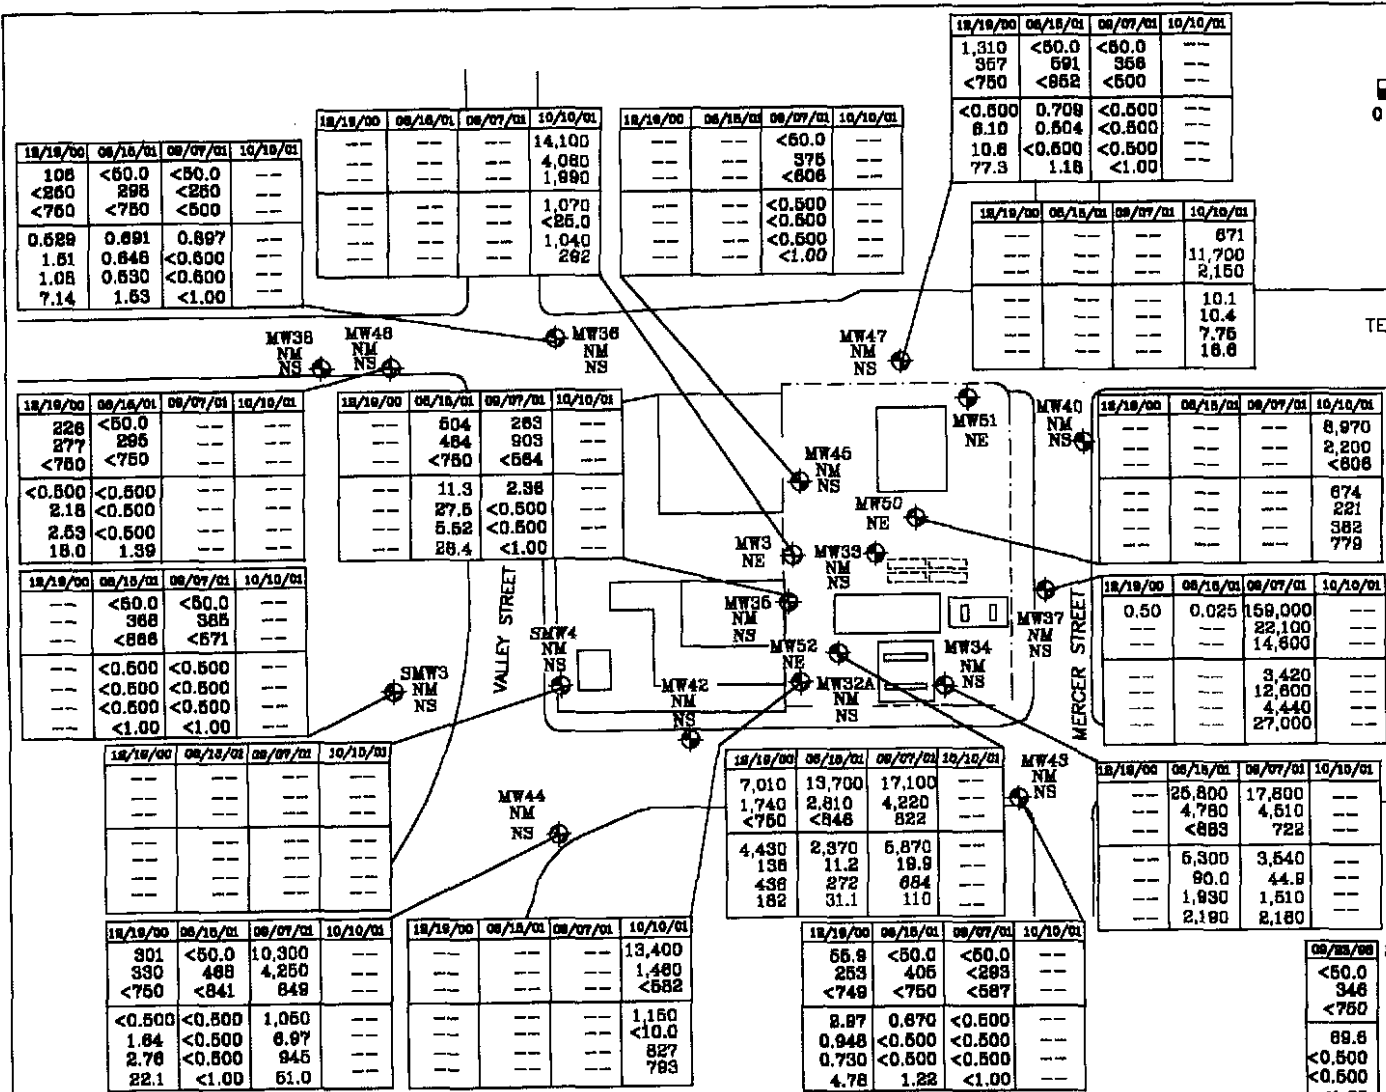 12/19/00 06/15/01 09/07/01 10/10/01
1,310 <50.0 <50.0 --
357 591 356 --
<750 <852 <500 --
<0.500 0.709 <0.500 --
6.10 0.504 <0.500 --
10.6 <0.500 <0.500 --
77.3 1.18 <1.00 --
12/19/00 06/15/01 09/07/01 10/10/01
-- -- -- 14,100
-- -- -- 4,060
-- -- -- 1,990
-- -- -- 1,070
-- -- -- <25.0
-- -- -- 1,040
-- -- -- 292
12/19/00 06/15/01 09/07/01 10/10/01
-- -- <50.0 --
-- -- 375 --
-- -- <606 --
-- -- <0.500 --
-- -- <0.500 --
-- -- <0.500 --
-- -- <1.00 --
12/19/00 06/15/01 09/07/01 10/10/01
106 <50.0 <50.0 --
<250 295 <250 --
<750 <750 <500 --
0.529 0.691 0.897 --
1.51 0.646 <0.500 --
1.05 0.530 <0.500 --
7.14 1.53 <1.00 --
12/19/00 06/15/01 09/07/01 10/10/01
-- -- -- 671
-- -- -- 11,700
-- -- -- 2,150
-- -- -- 10.1
-- -- -- 10.4
-- -- -- 7.75
-- -- -- 16.6
TE
MW38
NM
NS
MW48
NM
NS
MW36
NM
NS
MW47
NM
NS
MW51
NE
MW40
NM
NS
12/19/00 06/15/01 09/07/01 10/10/01
226 <50.0 -- --
277 295 -- --
<750 <750 -- --
<0.500 <0.500 -- --
2.18 <0.500 -- --
2.53 <0.500 -- --
18.0 1.39 -- --
12/19/00 06/15/01 09/07/01 10/10/01
-- 504 263 --
-- 464 903 --
-- <750 <564 --
-- 11.3 2.36 --
-- 27.5 <0.500 --
-- 5.52 <0.500 --
-- 28.4 <1.00 --
12/19/00 06/15/01 09/07/01 10/10/01
-- -- -- 8,970
-- -- -- 2,200
-- -- -- <606
-- -- -- 674
-- -- -- 221
-- -- -- 382
-- -- -- 779
MW45
NM
NS
MW50
NE
MW3
NE
MW33
NM
NS
MW35
NM
NS
MW37
NM
NS
MW52
NE
MW32A
NM
NS
MW34
NM
NS
VALLEY STREET
MERCER STREET
12/19/00 06/15/01 09/07/01 10/10/01
-- <50.0 <50.0 --
-- 368 385 --
-- <866 <571 --
-- <0.500 <0.500 --
-- <0.500 <0.500 --
-- <0.500 <0.500 --
-- <1.00 <1.00 --
12/19/00 06/15/01 09/07/01 10/10/01
0.50 0.025 159,000 --
-- -- 22,100 --
-- -- 14,600 --
-- -- 3,420 --
-- -- 12,600 --
-- -- 4,440 --
-- -- 27,000 --
SMW3
NM
NS
SMW4
NM
NS
MW42
NM
NS
MW43
NM
NS
MW44
NM
NS
12/19/00 06/15/01 09/07/01 10/10/01
-- -- -- --
-- -- -- --
-- -- -- --
-- -- -- --
-- -- -- --
-- -- -- --
-- -- -- --
12/19/00 06/15/01 09/07/01 10/10/01
7,010 13,700 17,100 --
1,740 2,810 4,220 --
<750 <846 822 --
4,430 2,370 5,870 --
136 11.2 19.9 --
436 272 684 --
182 31.1 110 --
12/19/00 06/15/01 09/07/01 10/10/01
-- 25,800 17,600 --
-- 4,780 4,510 --
-- <883 722 --
-- 5,300 3,540 --
-- 90.0 44.9 --
-- 1,930 1,510 --
-- 2,190 2,160 --
12/19/00 06/15/01 09/07/01 10/10/01
301 <50.0 10,300 --
330 468 4,250 --
<750 <841 649 --
<0.500 <0.500 1,050 --
1.64 <0.500 6.97 --
2.76 <0.500 945 --
22.1 <1.00 51.0 --
12/19/00 06/15/01 09/07/01 10/10/01
-- -- -- 13,400
-- -- -- 1,460
-- -- -- <582
-- -- -- 1,150
-- -- -- <10.0
-- -- -- 827
-- -- -- 793
12/19/00 06/15/01 09/07/01 10/10/01
55.9 <50.0 <50.0 --
253 405 <293 --
<749 <750 <587 --
2.97 0.670 <0.500 --
0.948 <0.500 <0.500 --
0.730 <0.500 <0.500 --
4.78 1.22 <1.00 --
09/23/98
<50.0
346
<750
69.6
<0.500
<0.500